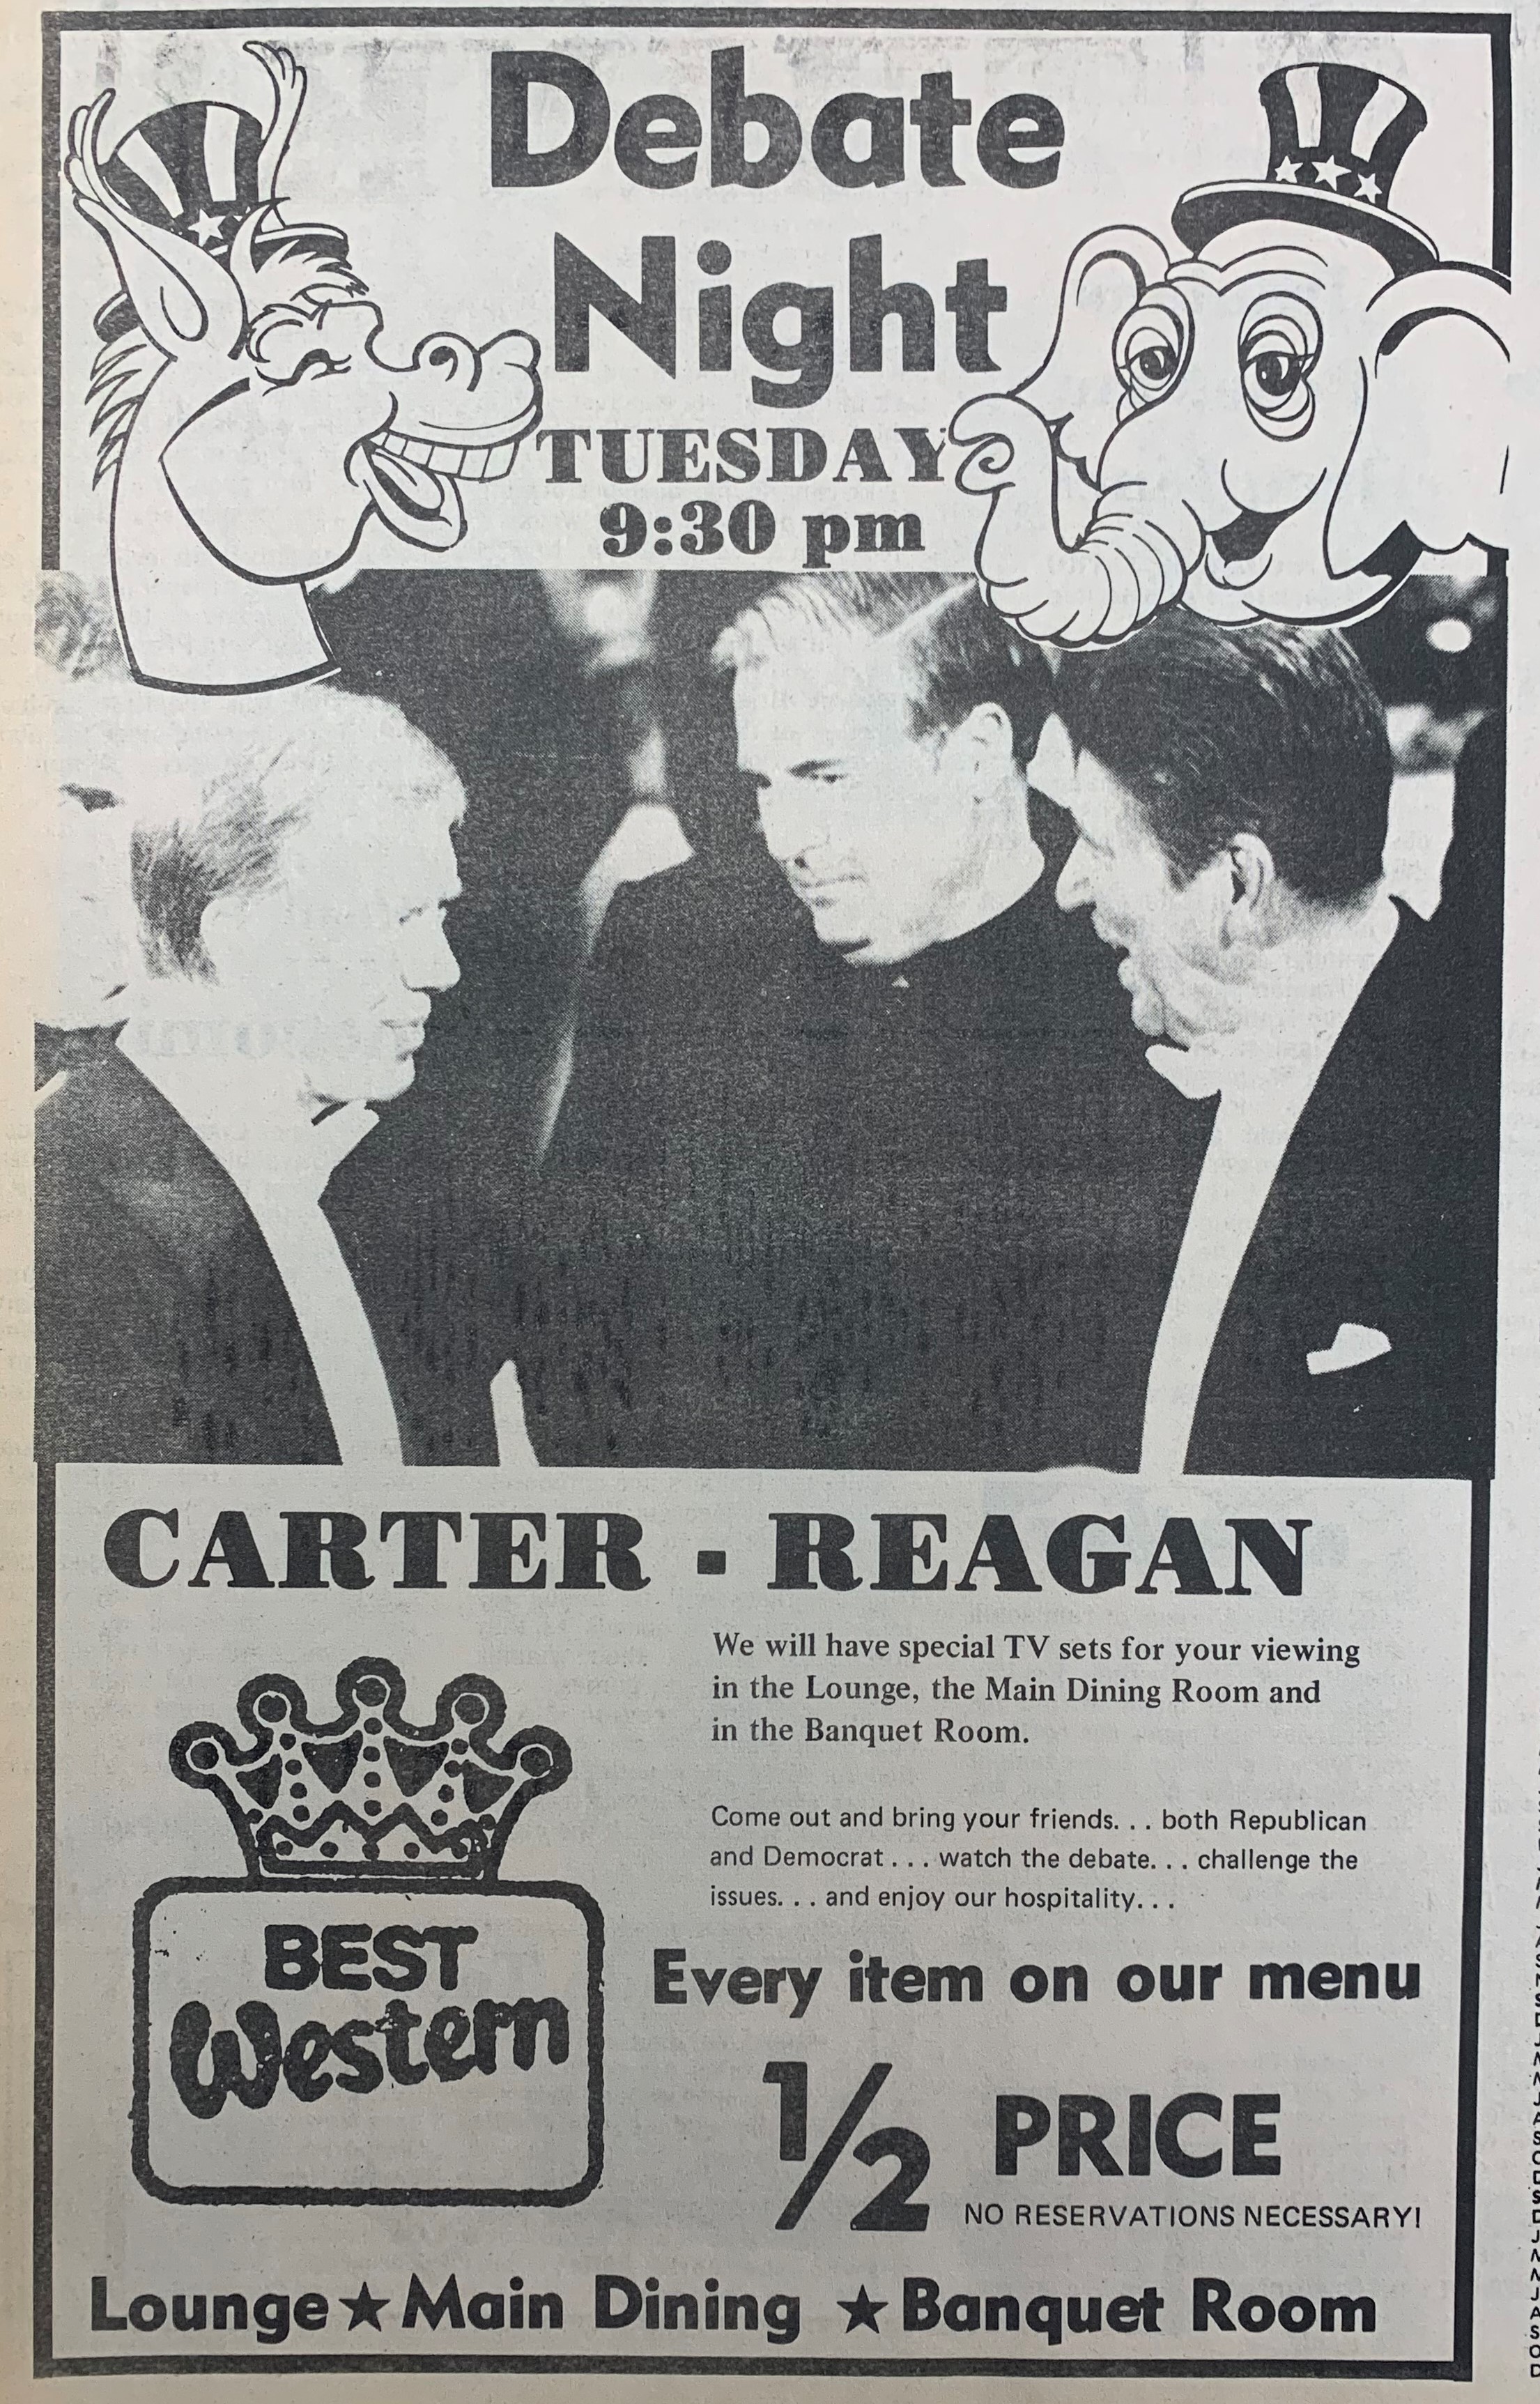 Debate
Night
TUESDAY
9:30 pm
CARTER - REAGAN
We will have special TV sets for your viewing
in the Lounge, the Main Dining Room and
in the Banquet Room.
Come out and bring your friends. . . both Republican
and Democrat . . . watch the debate. . . challenge the
issues. . . and enjoy our hospitality. . .
BEST
Western
Every item on our menu
½ PRICE
NO RESERVATIONS NECESSARY!
Lounge ★ Main Dining ★ Banquet Room